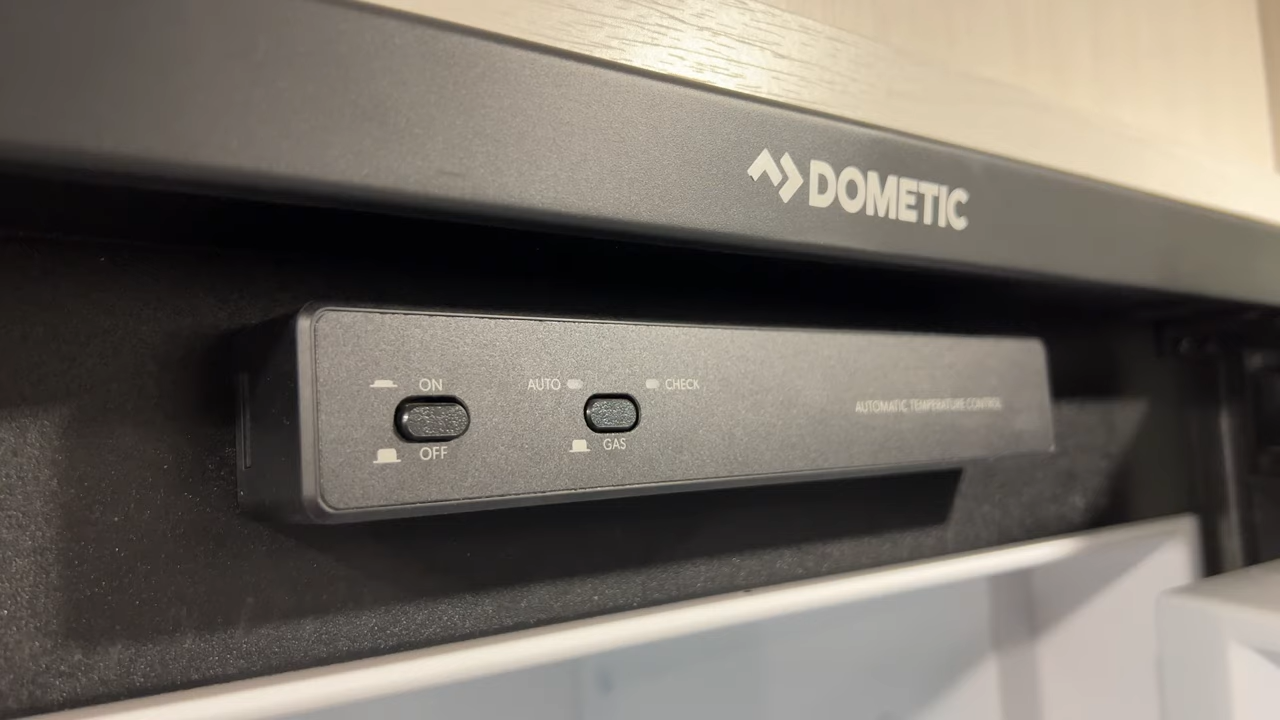 DOMETIC
ON
OFF
AUTO
CHECK
GAS
AUTOMATIC TEMPERATURE CONTROL